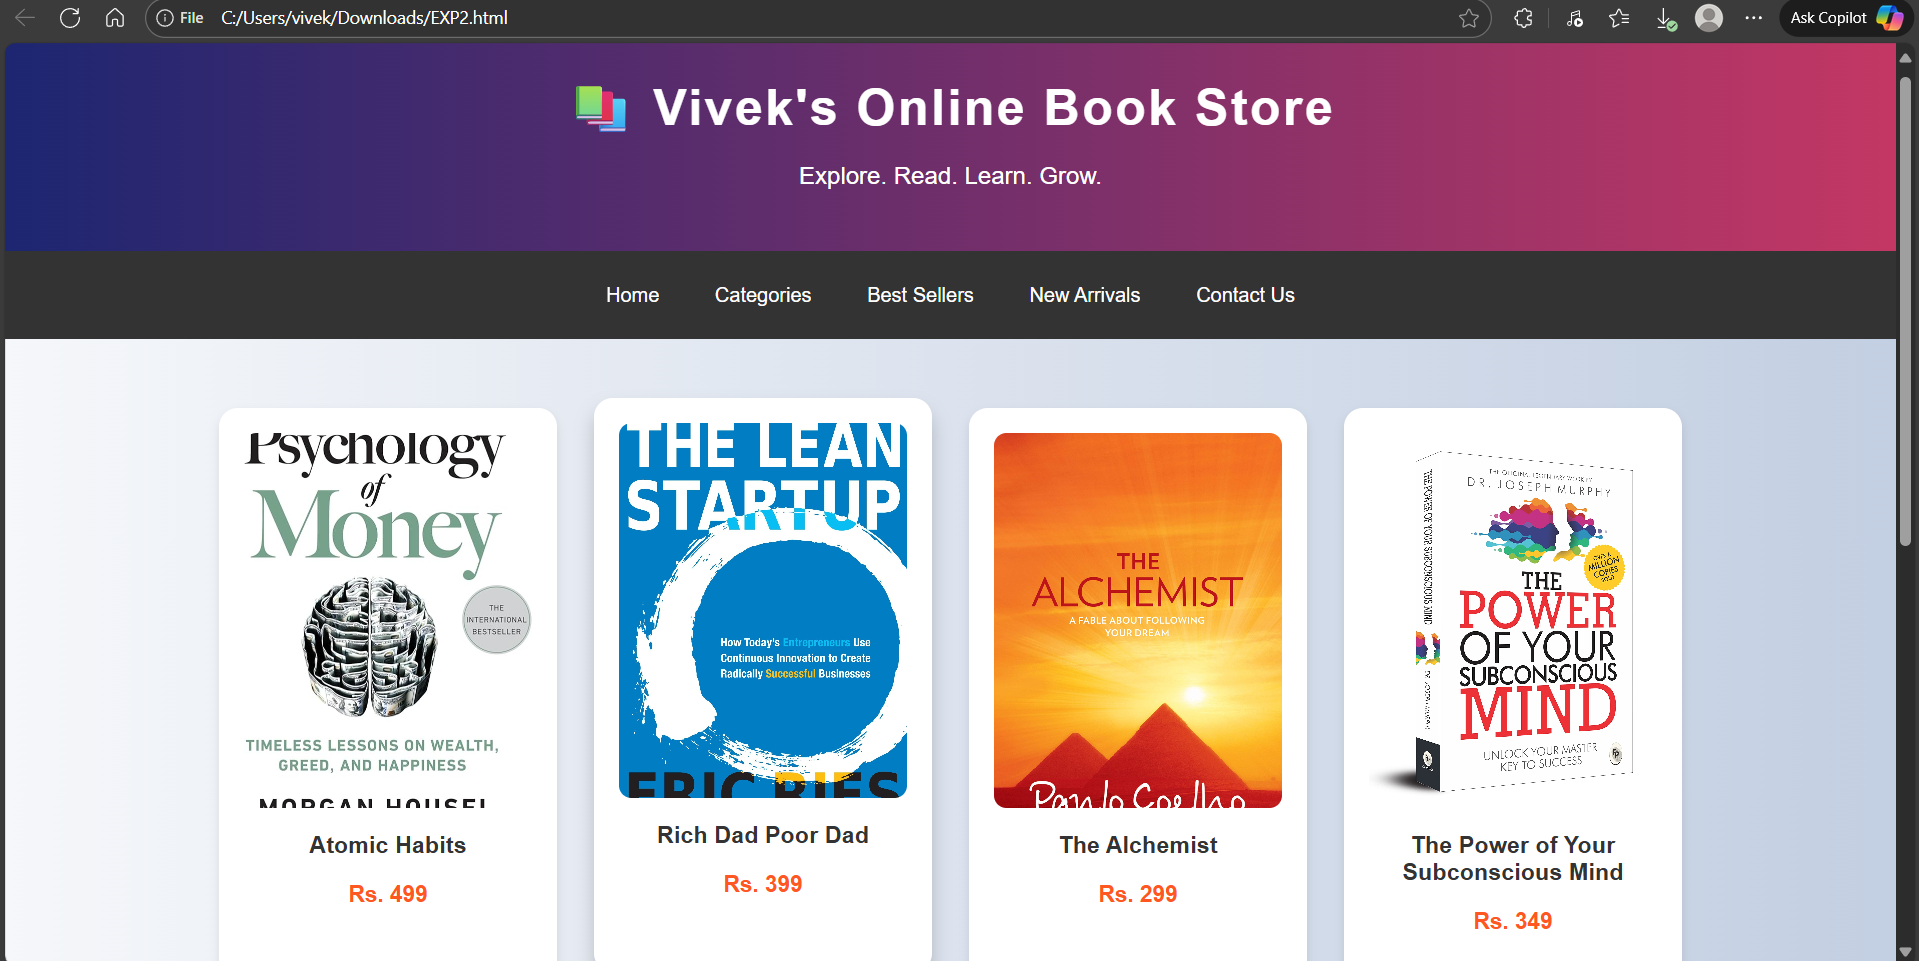 File C:/Users/vivek/Downloads/EXP2.html
Ask Copilot
Vivek's Online Book Store
Explore. Read. Learn. Grow.
Home Categories Best Sellers New Arrivals Contact Us
Psychology
of
Money
THE
INTERNATIONAL
BESTSELLER
TIMELESS LESSONS ON WEALTH,
GREED, AND HAPPINESS
MORGAN HOUSEL
Atomic Habits
Rs. 499
THE LEAN
STARTUP
How Today's Entrepreneurs Use
Continuous Innovation to Create
Radically Successful Businesses
ERIC RIES
Rich Dad Poor Dad
Rs. 399
THE
ALCHEMIST
A FABLE ABOUT FOLLOWING
YOUR DREAM
Paulo Coelho
The Alchemist
Rs. 299
DR. JOSEPH MURPHY
MILLION
COPIES
THE
POWER
OF YOUR
SUBCONSCIOUS
MIND
UNLOCK YOUR MASTER
KEY TO SUCCESS
The Power of Your
Subconscious Mind
Rs. 349